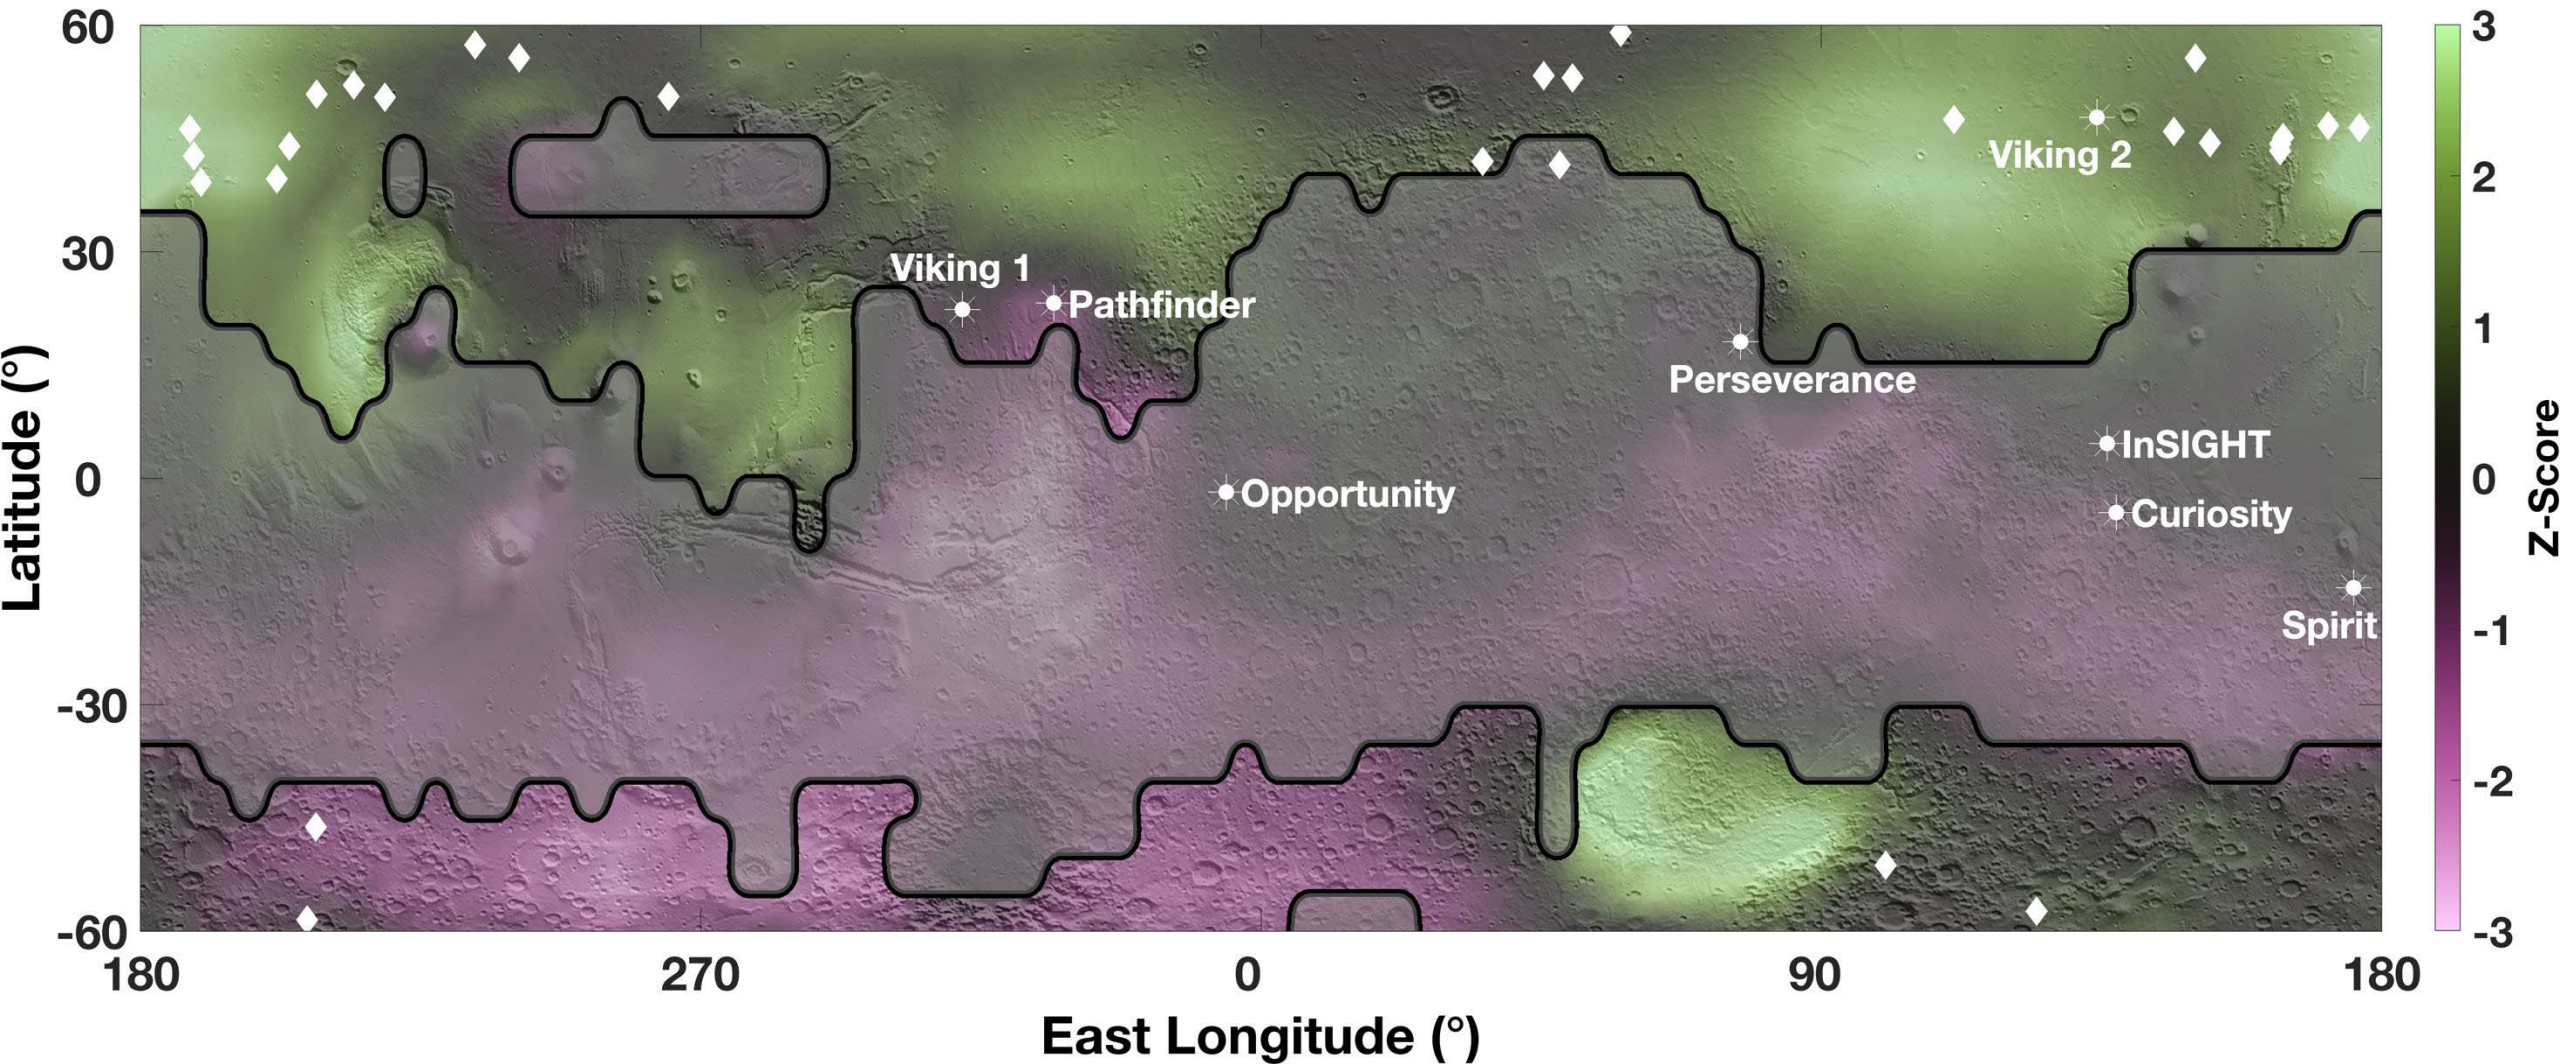 60
30
0
-30
-60
Latitude (°)
180
270
0
90
180
East Longitude (°)
Viking 1
Pathfinder
Viking 2
Perseverance
InSIGHT
Opportunity
Curiosity
Spirit
3
2
1
0
-1
-2
-3
Z-Score